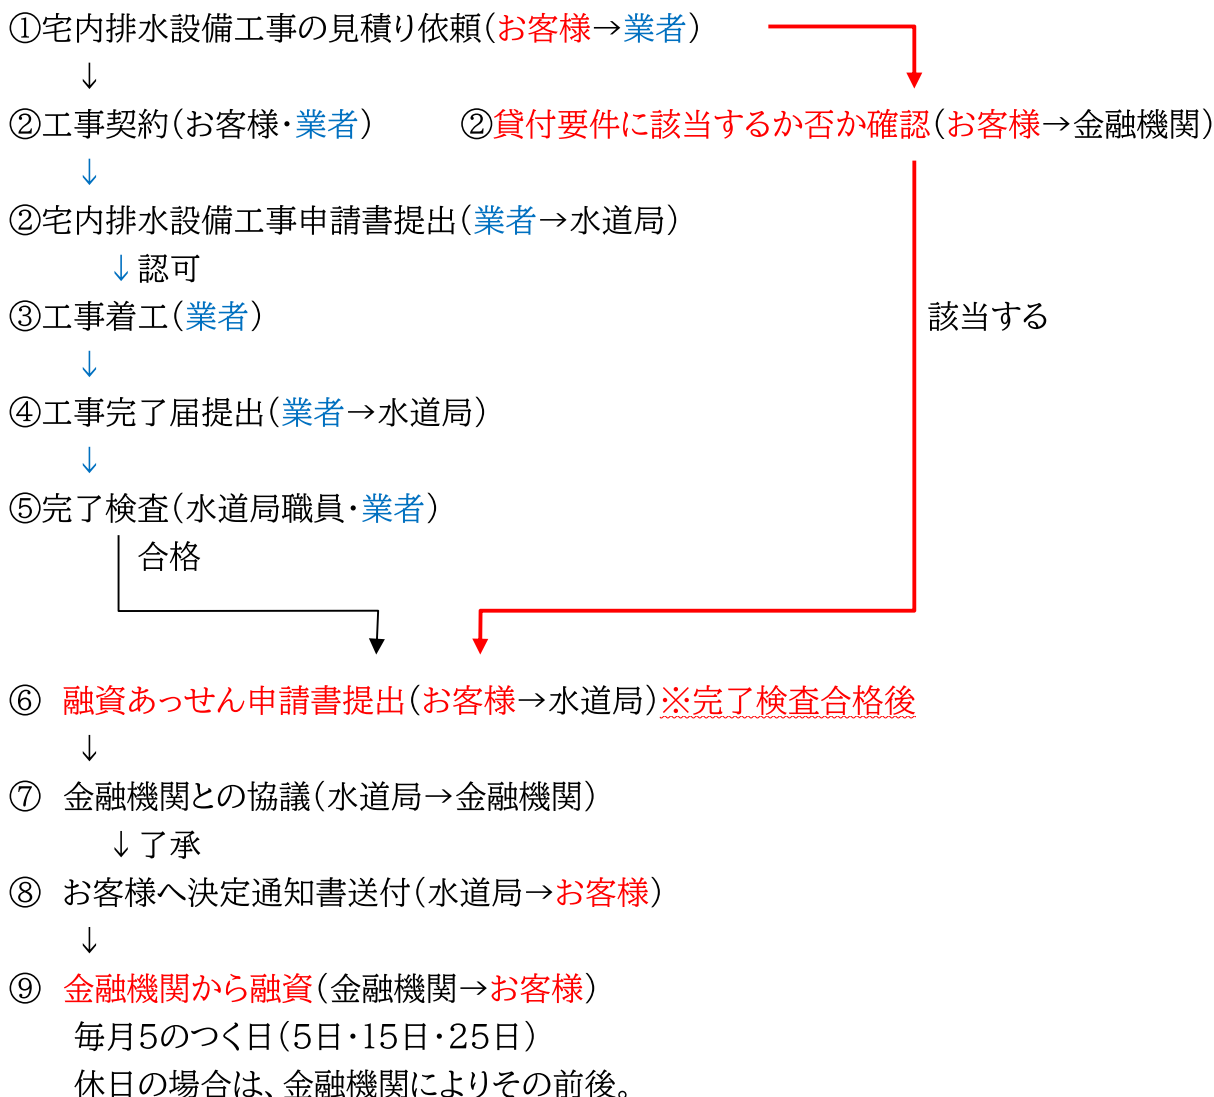 ①宅内排水設備工事の見積り依頼(お客様→業者)
↓
②工事契約(お客様・業者) ②貸付要件に該当するか否か確認(お客様→金融機関)
↓
②宅内排水設備工事申請書提出(業者→水道局)
↓認可
③工事着工(業者) 該当する
↓
④工事完了届提出(業者→水道局)
↓
⑤完了検査(水道局職員・業者)
合格
⑥ 融資あっせん申請書提出(お客様→水道局)※完了検査合格後
↓
⑦ 金融機関との協議(水道局→金融機関)
↓了承
⑧ お客様へ決定通知書送付(水道局→お客様)
↓
⑨ 金融機関から融資(金融機関→お客様)
毎月5のつく日(5日・15日・25日)
休日の場合は、金融機関によりその前後。